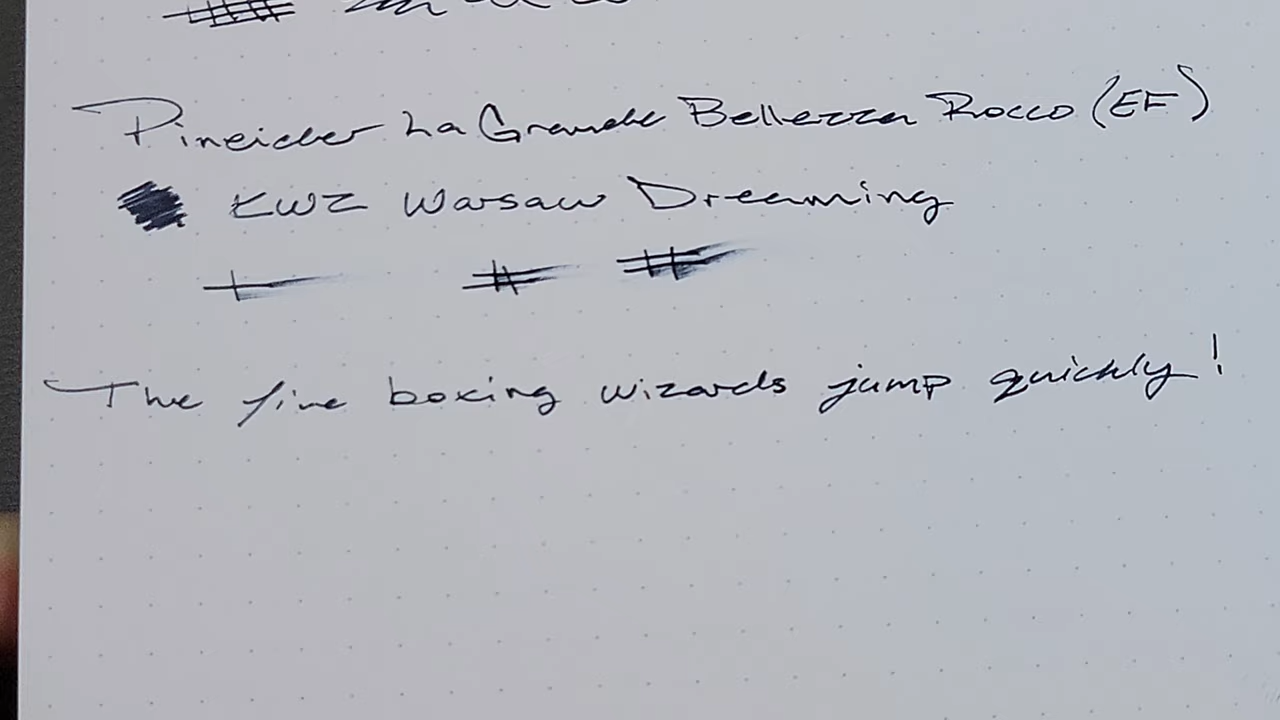 Pineider La Grande Bellezza Rocco (EF)
KWZ Warsaw Dreaming
The five boxing wizards jump quickly!